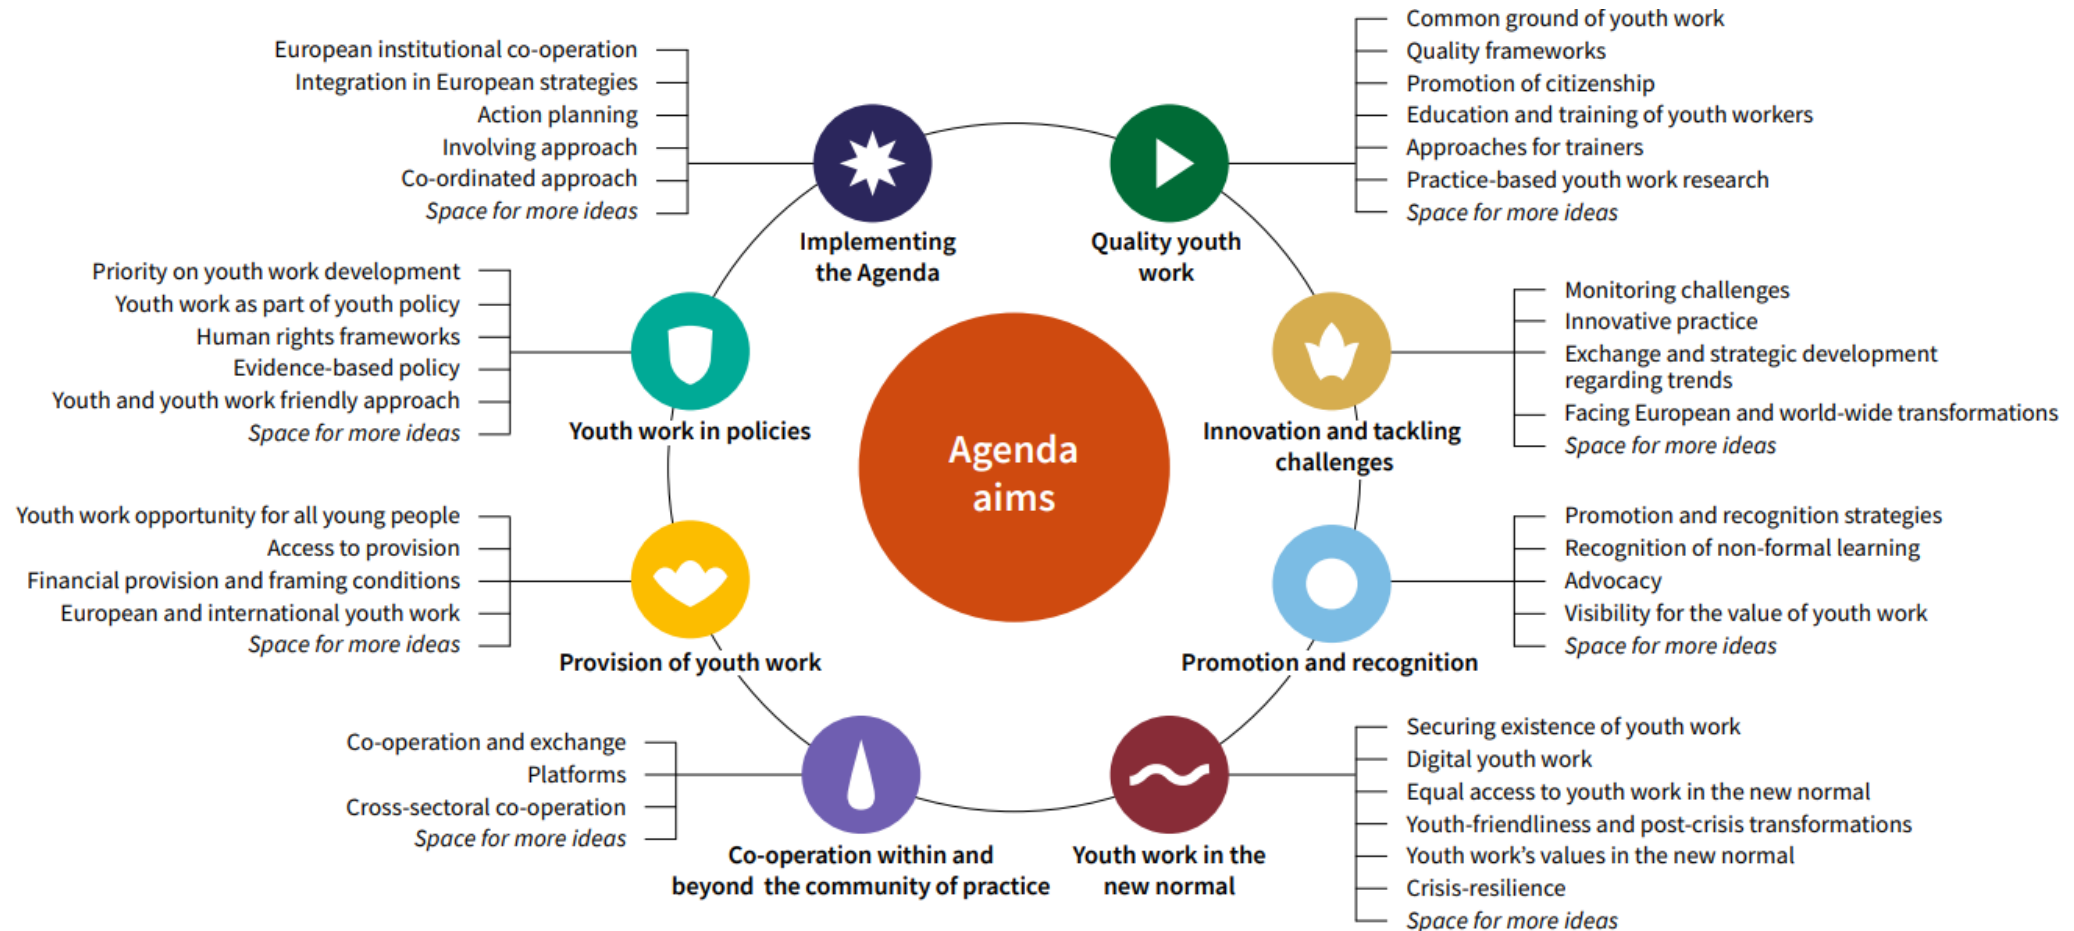 European institutional co-operation
Integration in European strategies
Action planning
Involving approach
Co-ordinated approach
Space for more ideas
Implementing
the Agenda
Common ground of youth work
Quality frameworks
Promotion of citizenship
Education and training of youth workers
Approaches for trainers
Practice-based youth work research
Space for more ideas
Quality youth
work
Priority on youth work development
Youth work as part of youth policy
Human rights frameworks
Evidence-based policy
Youth and youth work friendly approach
Space for more ideas
Youth work in policies
Monitoring challenges
Innovative practice
Exchange and strategic development
regarding trends
Facing European and world-wide transformations
Space for more ideas
Innovation and tackling
challenges
Agenda
aims
Youth work opportunity for all young people
Access to provision
Financial provision and framing conditions
European and international youth work
Space for more ideas
Provision of youth work
Promotion and recognition strategies
Recognition of non-formal learning
Advocacy
Visibility for the value of youth work
Space for more ideas
Promotion and recognition
Co-operation and exchange
Platforms
Cross-sectoral co-operation
Space for more ideas
Co-operation within and
beyond the community of practice
Securing existence of youth work
Digital youth work
Equal access to youth work in the new normal
Youth-friendliness and post-crisis transformations
Youth work’s values in the new normal
Crisis-resilience
Space for more ideas
Youth work in the
new normal